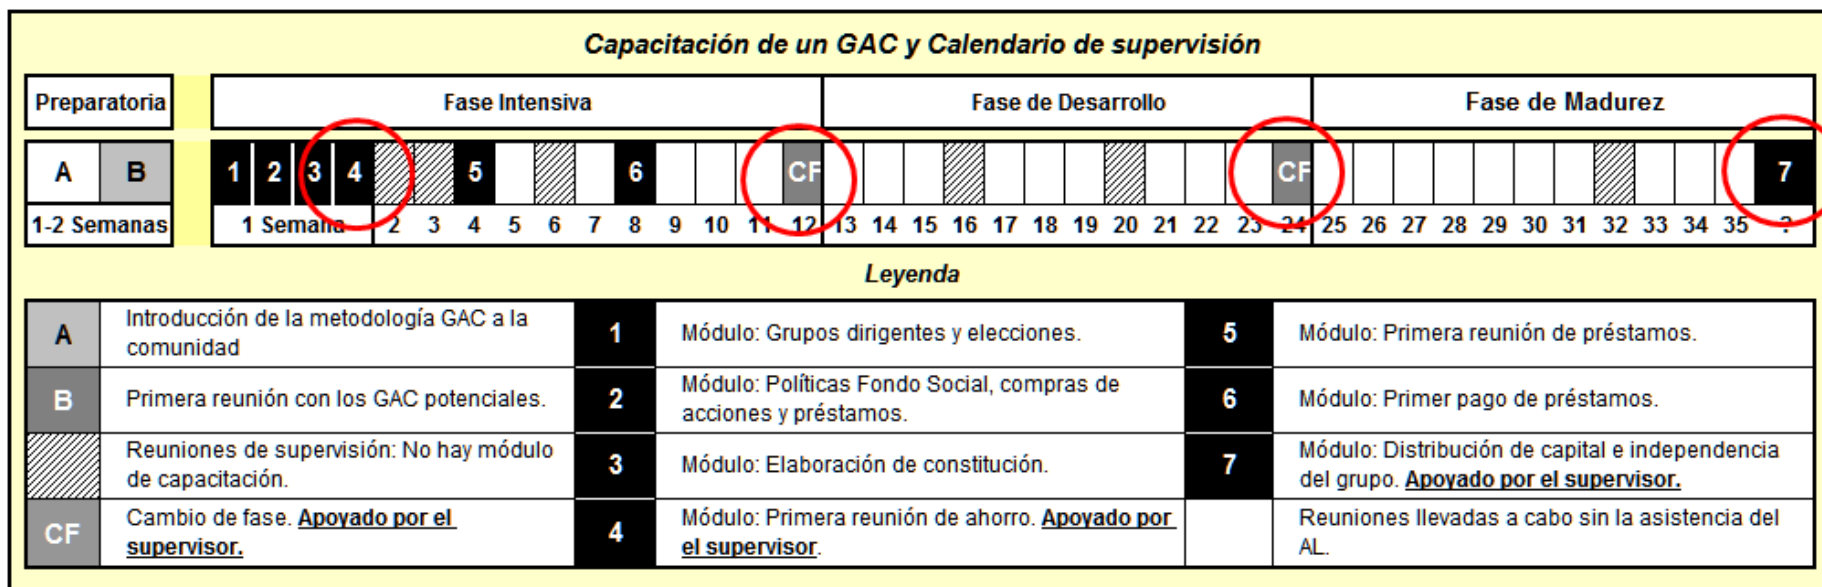 Capacitación de un GAC y Calendario de supervisión
Preparatoria Fase Intensiva Fase de Desarrollo Fase de Madurez
A B 1 2 3 4 5 6 CF CF 7
1-2 Semanas 1 Semana 2 3 4 5 6 7 8 9 10 11 12 13 14 15 16 17 18 19 20 21 22 23 24 25 26 27 28 29 30 31 32 33 34 35 ?
Leyenda
A
Introducción de la metodología GAC a la
comunidad
1
Módulo: Grupos dirigentes y elecciones.
5
Módulo: Primera reunión de préstamos.
B
Primera reunión con los GAC potenciales.
2
Módulo: Políticas Fondo Social, compras de
acciones y préstamos.
6
Módulo: Primer pago de préstamos.
Reuniones de supervisión: No hay módulo
de capacitación.
3
Módulo: Elaboración de constitución.
7
Módulo: Distribución de capital e independencia
del grupo. Apoyado por el supervisor.
CF
Cambio de fase. Apoyado por el
supervisor.
4
Módulo: Primera reunión de ahorro. Apoyado por
el supervisor.
Reuniones llevadas a cabo sin la asistencia del
AL.